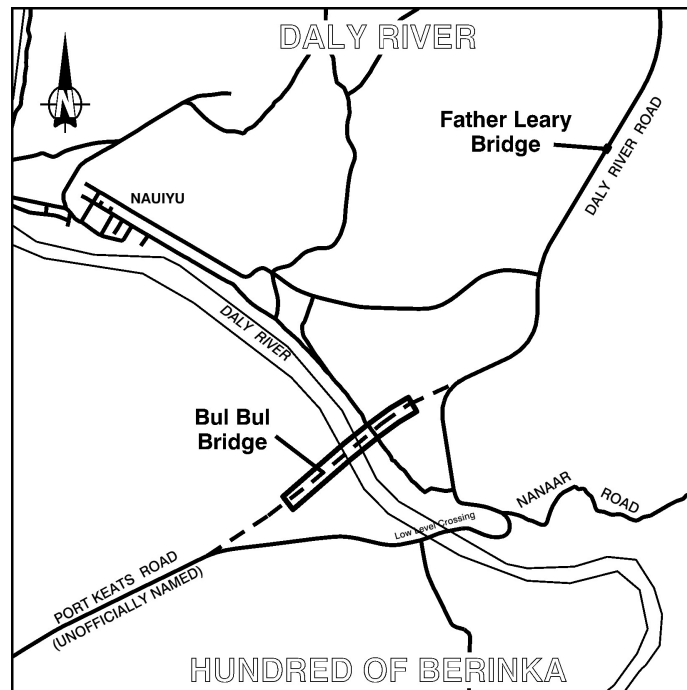 DALY RIVER
N
Father Leary
Bridge
DALY RIVER ROAD
NAUIYU
DALY RIVER
Bul Bul
Bridge
NANAAR ROAD
Low Level Crossing
PORT KEATS ROAD
(UNOFFICIALLY NAMED)
HUNDRED OF BERINKA